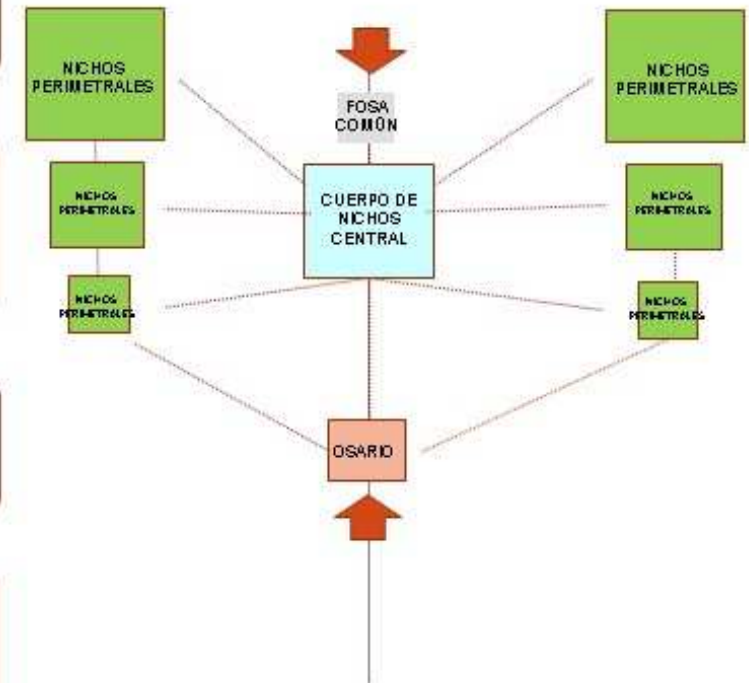 NICHOS
PERIMETRALES
FOSA
COMÚN
NICHOS
PERIMETRALES
NICHOS
PERIMETRALES
CUERPO DE
NICHOS
CENTRAL
NICHOS
PERIMETRALES
NICHOS
PERIMETRALES
NICHOS
PERIMETRALES
OSARIO